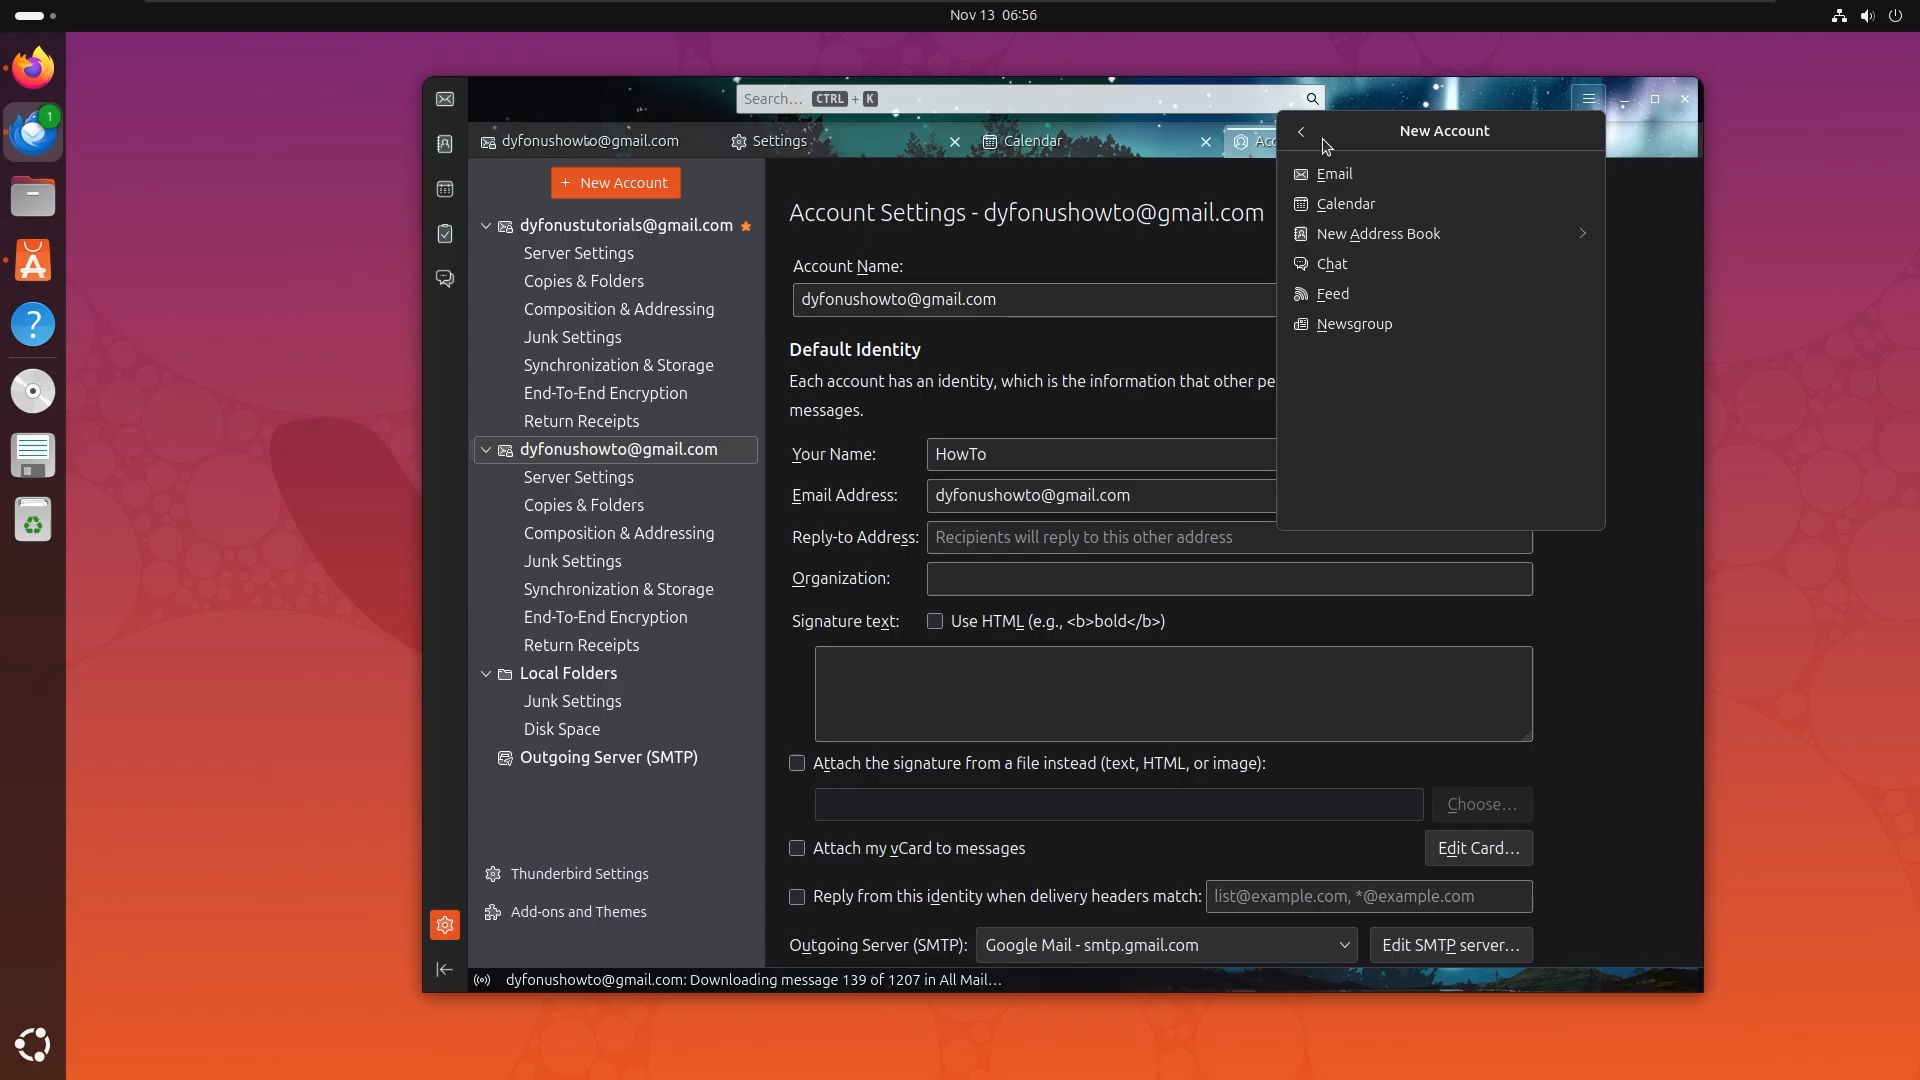 Nov 13 06:56
1
Search... CTRL + K
dyfonushowto@gmail.com
Settings
Calendar
Acc
New Account
Email
Calendar
New Address Book
Chat
Feed
Newsgroup
+ New Account
dyfonustutorials@gmail.com
Server Settings
Copies & Folders
Composition & Addressing
Junk Settings
Synchronization & Storage
End-To-End Encryption
Return Receipts
dyfonushowto@gmail.com
Server Settings
Copies & Folders
Composition & Addressing
Junk Settings
Synchronization & Storage
End-To-End Encryption
Return Receipts
Local Folders
Junk Settings
Disk Space
Outgoing Server (SMTP)
Thunderbird Settings
Add-ons and Themes
Account Settings - dyfonushowto@gmail.com
Account Name:
dyfonushowto@gmail.com
Default Identity
Each account has an identity, which is the information that other pe
messages.
Your Name: HowTo
Email Address: dyfonushowto@gmail.com
Reply-to Address: Recipients will reply to this other address
Organization:
Signature text: Use HTML (e.g., <b>bold</b>)
Attach the signature from a file instead (text, HTML, or image):
Choose...
Attach my vCard to messages
Edit Card...
Reply from this identity when delivery headers match: list@example.com, *@example.com
Outgoing Server (SMTP): Google Mail - smtp.gmail.com
Edit SMTP server...
dyfonushowto@gmail.com: Downloading message 139 of 1207 in All Mail...